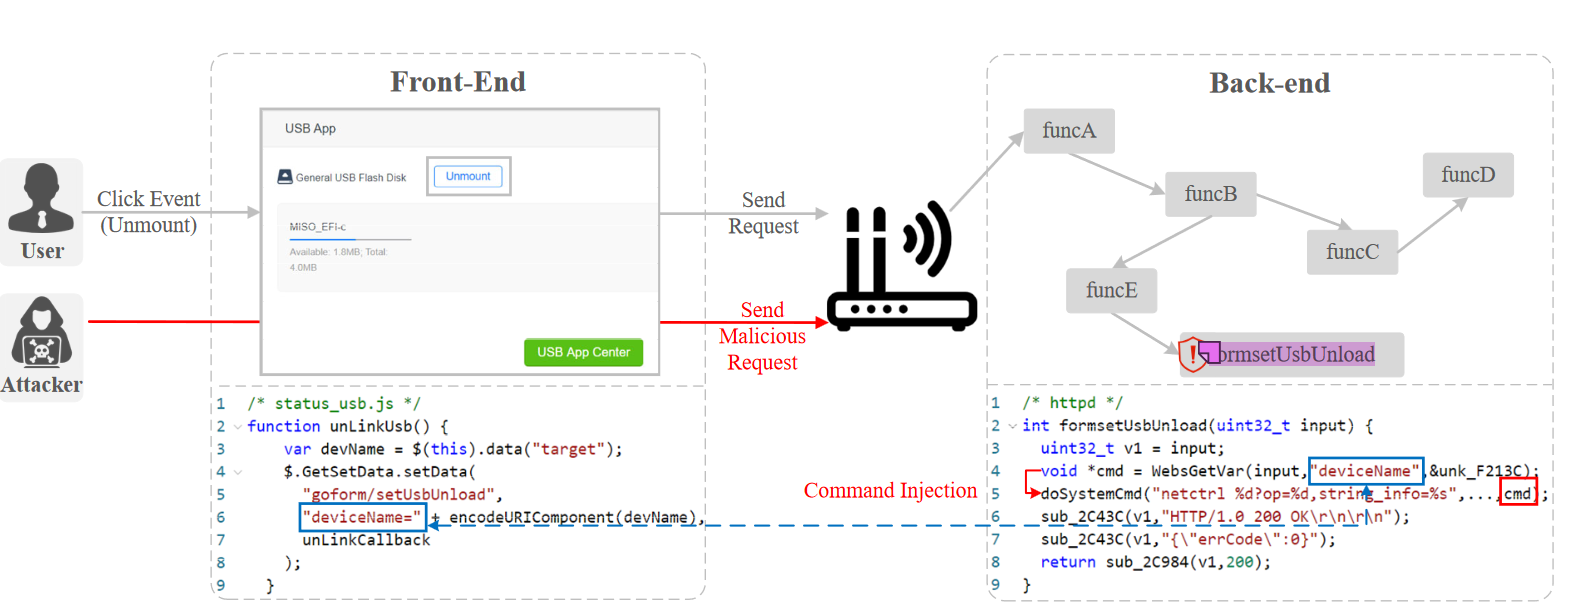 Front-End
Back-end
USB App
General USB Flash Disk
Unmount
MISO_EFi-c
Available: 1.8MB; Total:
4.0MB
USB App Center
User
Attacker
Click Event
(Unmount)
Send
Request
Send
Malicious
Request
funcA
funcB
funcC
funcD
funcE
formsetUsbUnload
1 /* status_usb.js */
2 function unLinkUsb() {
3 var devName = $(this).data("target");
4 $.GetSetData.setData(
5 "goform/setUsbUnload",
6 "deviceName=" + encodeURIComponent(devName),
7 unLinkCallback
8 );
9 }
Command Injection
1 /* httpd */
2 int formsetUsbUnload(uint32_t input) {
3 uint32_t v1 = input;
4 void *cmd = WebsGetVar(input,"deviceName",&unk_F213C);
5 doSystemCmd("netctrl %d?op=%d,string_info=%s",...,cmd);
6 sub_2C43C(v1,"HTTP/1.0 200 OK\r\n\r\n");
7 sub_2C43C(v1,"{\"errCode\":0}");
8 return sub_2C984(v1,200);
9 }